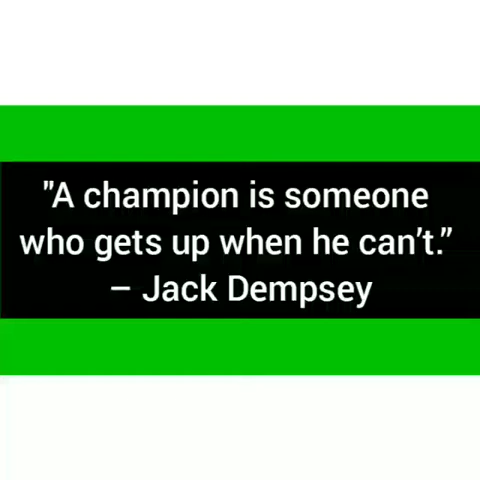 "A champion is someone
who gets up when he can't.”
– Jack Dempsey